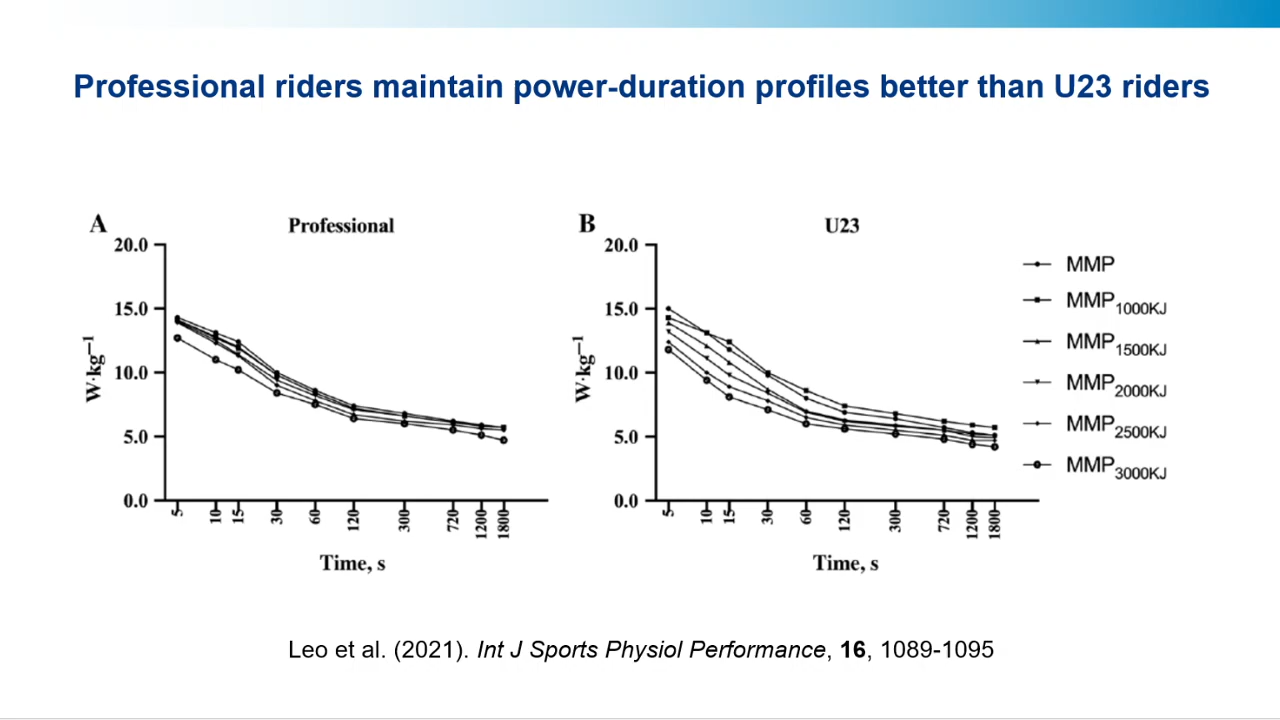 Professional riders maintain power-duration profiles better than U23 riders
A
Professional
20.0
15.0
10.0
5.0
0.0
W·kg–1
5
10
15
30
60
120
300
720
1200
1800
Time, s
B
U23
20.0
15.0
10.0
5.0
0.0
W·kg–1
5
10
15
30
60
120
300
720
1200
1800
Time, s
MMP
MMP1000KJ
MMP1500KJ
MMP2000KJ
MMP2500KJ
MMP3000KJ
Leo et al. (2021). Int J Sports Physiol Performance, 16, 1089-1095